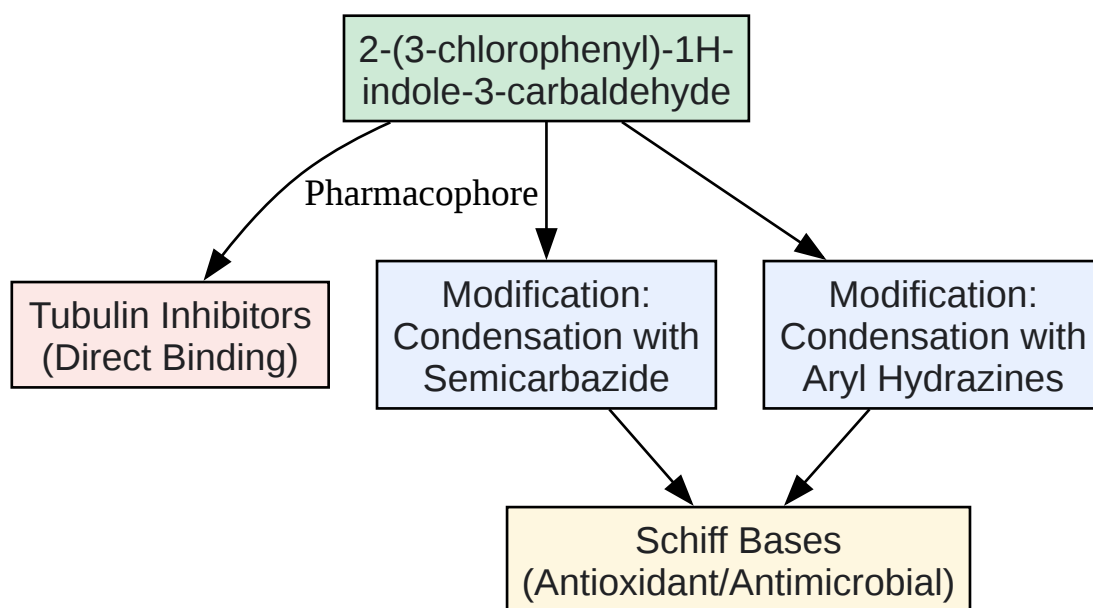 2-(3-chlorophenyl)-1H-
indole-3-carbaldehyde
Pharmacophore
Tubulin Inhibitors
(Direct Binding)
Modification:
Condensation with
Semicarbazide
Modification:
Condensation with
Aryl Hydrazines
Schiff Bases
(Antioxidant/Antimicrobial)